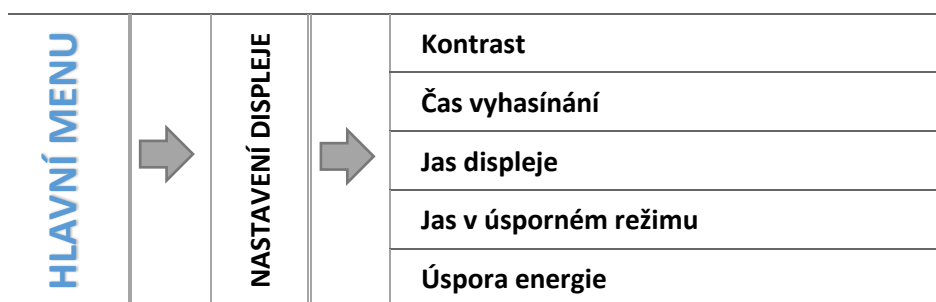 HLAVNÍ MENU
NASTAVENÍ DISPLEJE
Kontrast
Čas vyhasínání
Jas displeje
Jas v úsporném režimu
Úspora energie